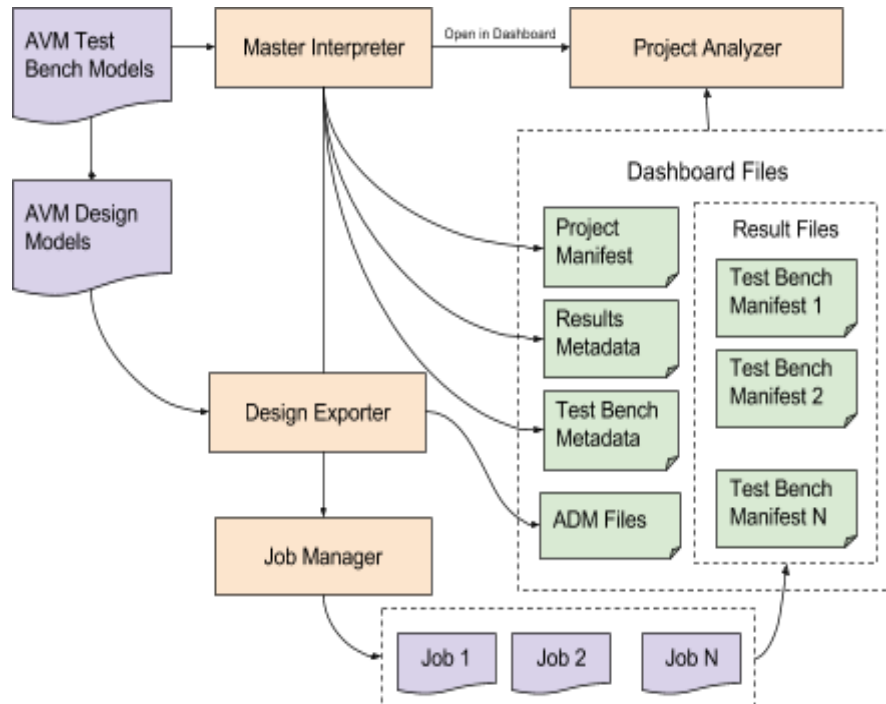 AVM Test
Bench Models
Master Interpreter
Open in Dashboard
Project Analyzer
Dashboard Files
AVM Design
Models
Project
Manifest
Result Files
Test Bench
Manifest 1
Results
Metadata
Test Bench
Manifest 2
Design Exporter
Test Bench
Metadata
Test Bench
Manifest N
ADM Files
Job Manager
Job 1
Job 2
Job N